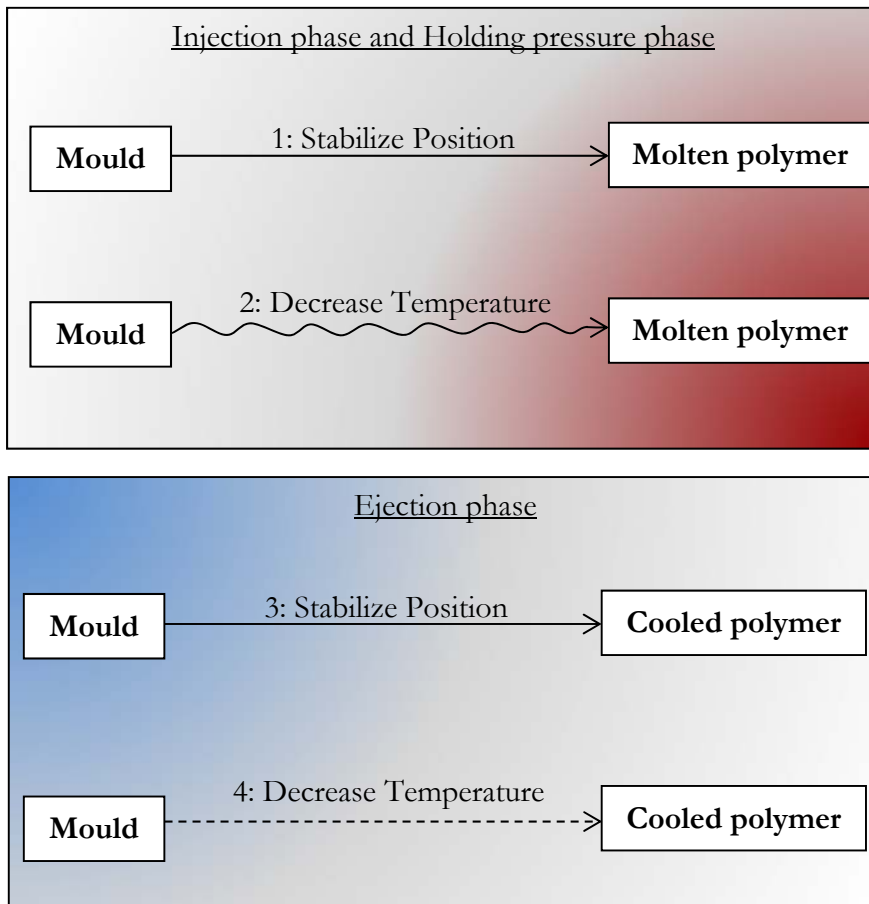 Injection phase and Holding pressure phase
1: Stabilize Position
Mould
Molten polymer
2: Decrease Temperature
Mould
Molten polymer
Ejection phase
3: Stabilize Position
Mould
Cooled polymer
4: Decrease Temperature
Mould
Cooled polymer